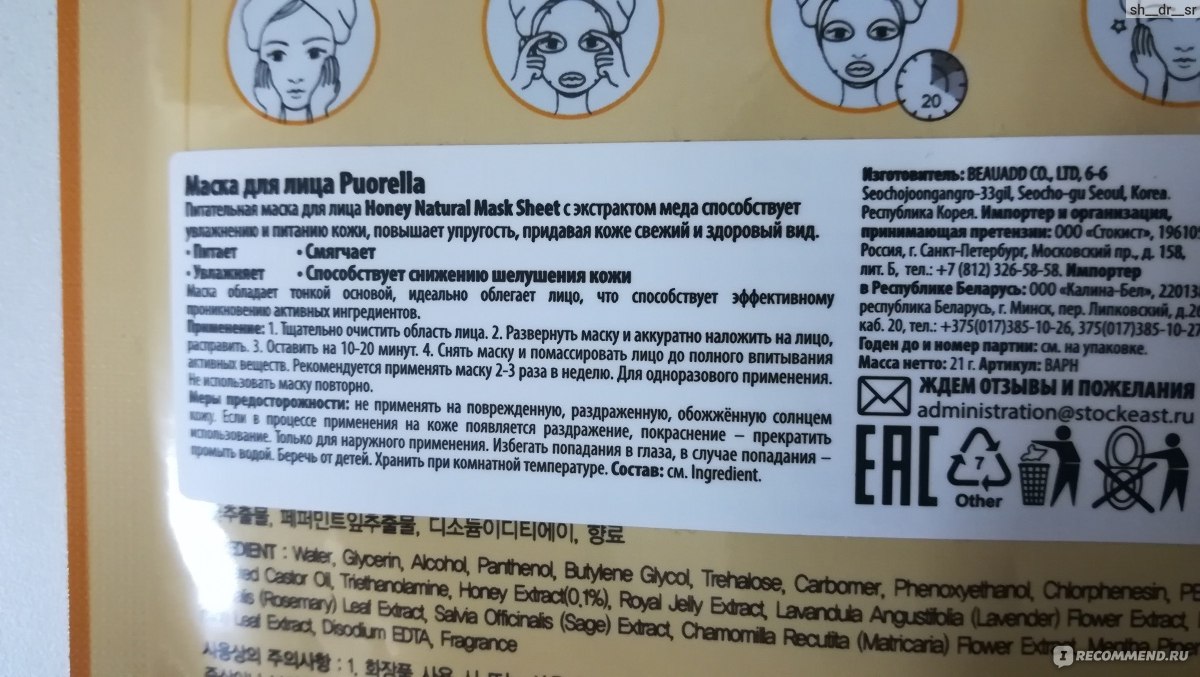 sh__dr__sr
20
Маска для лица Puorella
Питательная маска для лица Honey Natural Mask Sheet с экстрактом меда способствует
увлажнению и питанию кожи, повышает упругость, придавая коже свежий и здоровый вид.
· Питает · Смягчает
· Увлажняет · Способствует снижению шелушения кожи
Маска обладает тонкой основой, идеально облегает лицо, что способствует эффективному
проникновению активных ингредиентов.
Применение: 1. Тщательно очистить область лица. 2. Развернуть маску и аккуратно наложить на лицо,
расправить. 3. Оставить на 10-20 минут. 4. Снять маску и помассировать лицо до полного впитывания
активных веществ. Рекомендуется применять маску 2-3 раза в неделю. Для одноразового применения.
Не использовать маску повторно.
Меры предосторожности: не применять на поврежденную, раздраженную, обожжённую солнцем
кожу. Если в процессе применения на коже появляется раздражение, покраснение – прекратить
использование. Только для наружного применения. Избегать попадания в глаза, в случае попадания –
промыть водой. Беречь от детей. Хранить при комнатной температуре. Состав: см. Ingredient.
Изготовитель: BEAUADD CO., LTD, 6-6
Seochojoongangro-33gil, Seocho-gu Seoul, Korea.
Республика Корея. Импортер и организация,
принимающая претензии: ООО «Стокист», 19610
Россия, г. Санкт-Петербург, Московский пр., д. 158,
лит. Б, тел.: +7 (812) 326-58-58. Импортер
в Республике Беларусь: ООО «Калина-Бел», 22013
республика Беларусь, г. Минск, пер. Липковский, д.2
каб. 20, тел.: +375(017)385-10-26, 375(017)385-10-2
Годен до и номер партии: см. на упаковке.
Масса нетто: 21 г. Артикул: BAPH
ЖДЕМ ОТЗЫВЫ И ПОЖЕЛАНИЯ
administration@stockeast.ru
EAC
7
Other
추출물, 페퍼민트잎추출물, 디소듐이디티에이, 향료
EDIENT : Water, Glycerin, Alcohol, Panthenol, Butylene Glycol, Trehalose, Carbomer, Phenoxyethanol, Chlorphenesin, PE
ed Castor Oil, Triethanolamine, Honey Extract(0.1%), Royal Jelly Extract, Lavandula Angustifolia (Lavender) Flower Extract,
lis (Rosemary) Leaf Extract, Salvia Officinalis (Sage) Extract, Chamomilla Recutita (Matricaria) Flower Extract, Mentha
Leaf Extract, Disodium EDTA, Fragrance
사용상의 주의사항 : 1. 화장품
IRECOMMEND.RU